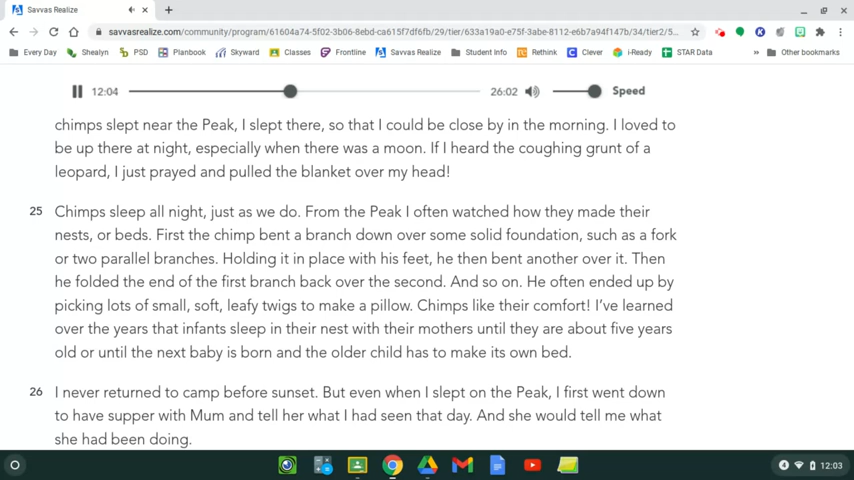 Savvas Realize
savvasrealize.com/community/program/61604a74-5f02-3b06-8ebd-ca615f7df6fb/29/tier/633a19a0-e75f-3abe-8112-e6b7a94f147b/34/tier2/5...
Every Day Shealyn PSD Planbook Skyward Classes Frontline Savvas Realize Student Info Rethink Clever i-Ready STAR Data » Other bookmarks
12:04 26:02 Speed
chimps slept near the Peak, I slept there, so that I could be close by in the morning. I loved to
be up there at night, especially when there was a moon. If I heard the coughing grunt of a
leopard, I just prayed and pulled the blanket over my head!
25 Chimps sleep all night, just as we do. From the Peak I often watched how they made their
nests, or beds. First the chimp bent a branch down over some solid foundation, such as a fork
or two parallel branches. Holding it in place with his feet, he then bent another over it. Then
he folded the end of the first branch back over the second. And so on. He often ended up by
picking lots of small, soft, leafy twigs to make a pillow. Chimps like their comfort! I've learned
over the years that infants sleep in their nest with their mothers until they are about five years
old or until the next baby is born and the older child has to make its own bed.
26 I never returned to camp before sunset. But even when I slept on the Peak, I first went down
to have supper with Mum and tell her what I had seen that day. And she would tell me what
she had been doing.
4 12:03